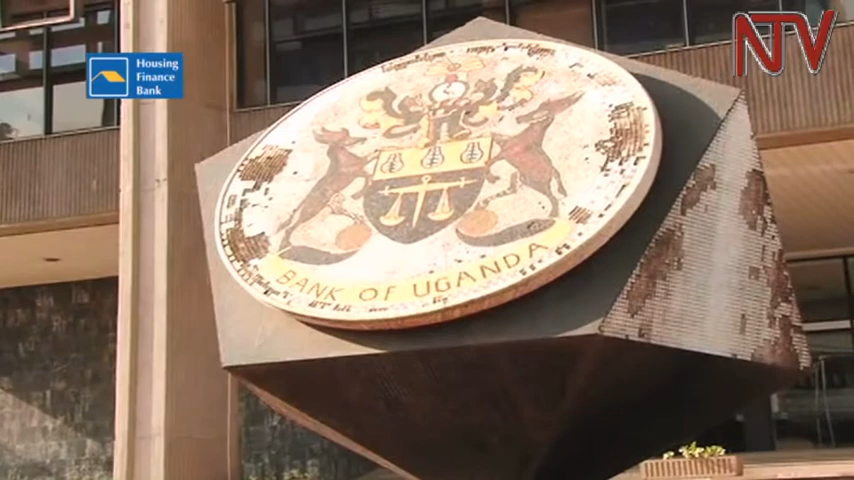 Housing
Finance
Bank
NTV
BANK OF UGANDA